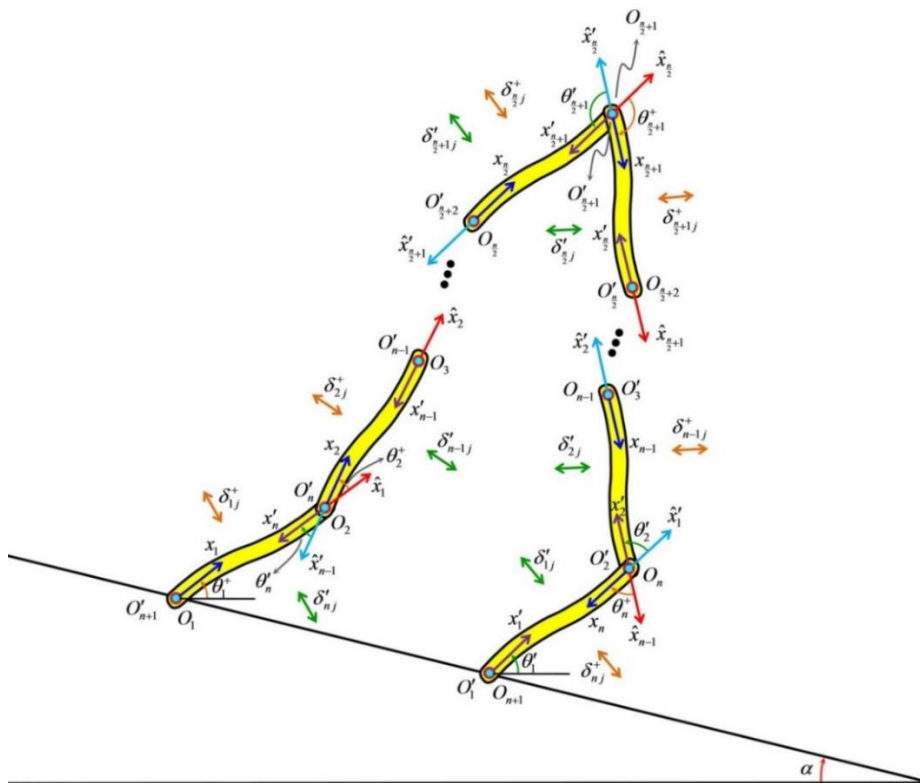 O_{n/2+1}
x̂'_{n/2}
x̂_{n/2}
δ^+_{n/2 j}
θ'_{n/2+1}
θ^+_{n/2+1}
δ'_{n/2+1 j}
x'_{n/2+1}
x_{n/2+1}
x_{n/2}
O'_{n/2+1}
O'_{n/2+2}
O_{n/2}
δ^+_{n/2+1 j}
x̂'_{n/2+1}
δ'_{n/2 j}
x'_{n/2}
O'_{n/2}
O_{n/2+2}
x̂_2
x̂_{n/2+1}
x̂'_2
O'_{n-1}
O_3
O_{n-1}
O'_3
δ^+_{2j}
x'_{n-1}
x_{n-1}
δ^+_{n-1 j}
x_2
θ^+_2
δ'_{n-1 j}
δ'_{2j}
x̂_1
O'_n
O_2
δ^+_{1j}
x'_n
x'_2
θ'_2
x̂'_1
x_1
x̂'_{n-1}
O'_2
O_n
δ'_{1j}
θ^+_1
θ'_n
θ^+_n
O'_{n+1}
O_1
δ'_{nj}
x'_1
x_n
x̂_{n-1}
θ'_1
δ^+_{nj}
O'_1
O_{n+1}
α